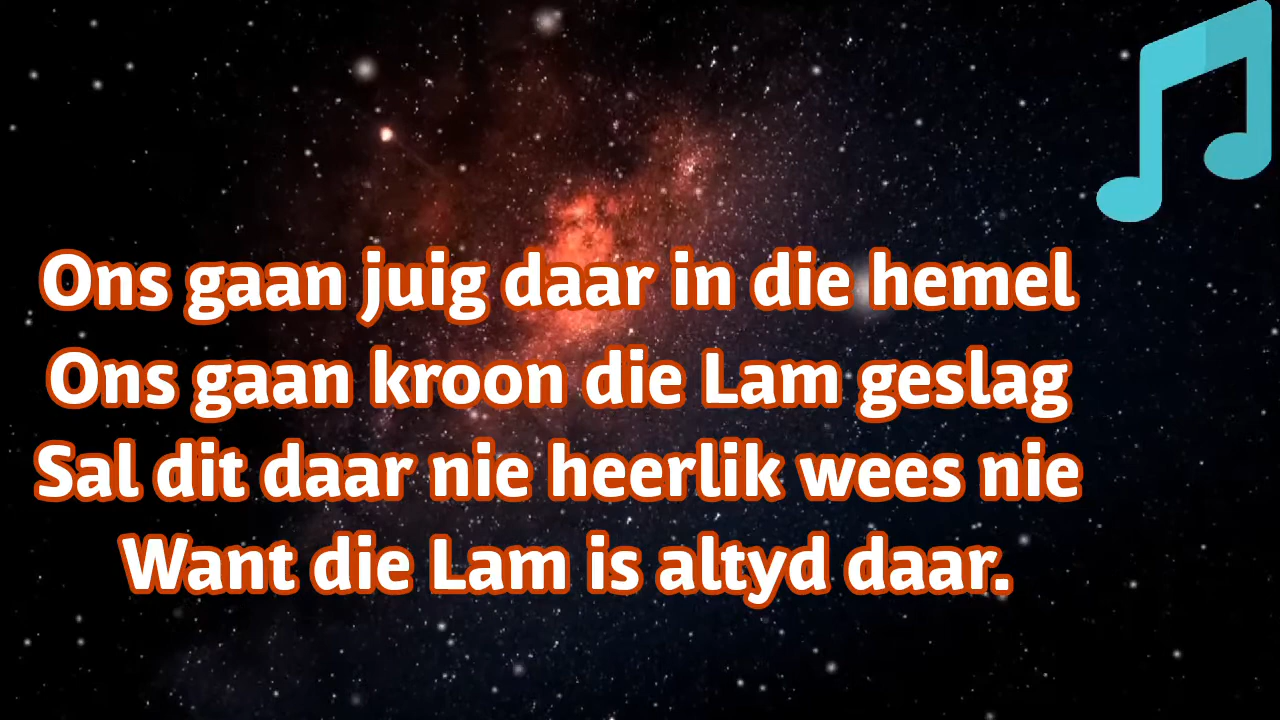 Ons gaan juig daar in die hemel
Ons gaan kroon die Lam geslag
Sal dit daar nie heerlik wees nie
Want die Lam is altyd daar.